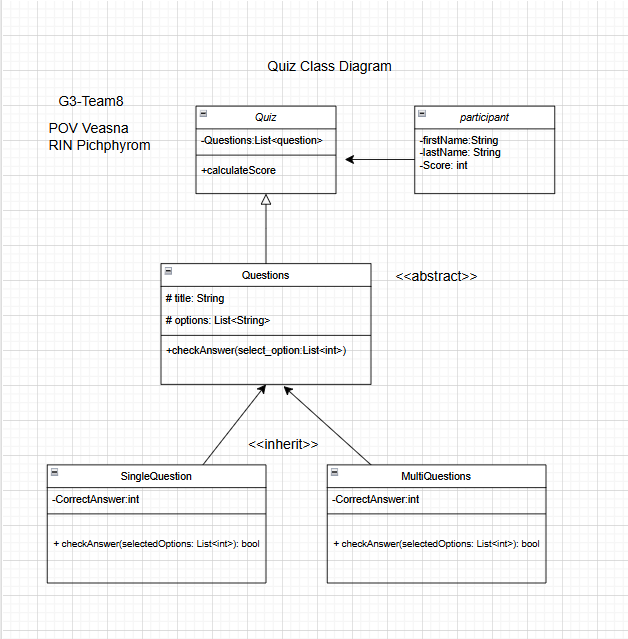 Quiz Class Diagram
G3-Team8
POV Veasna
RIN Pichphyrom
Quiz
-Questions:List<question>
+calculateScore
participant
-firstName:String
-lastName: String
-Score: int
Questions
# title: String
# options: List<String>
+checkAnswer(select_option:List<int>)
<<abstract>>
<<inherit>>
SingleQuestion
-CorrectAnswer:int
+ checkAnswer(selectedOptions: List<int>): bool
MultiQuestions
-CorrectAnswer:int
+ checkAnswer(selectedOptions: List<int>): bool